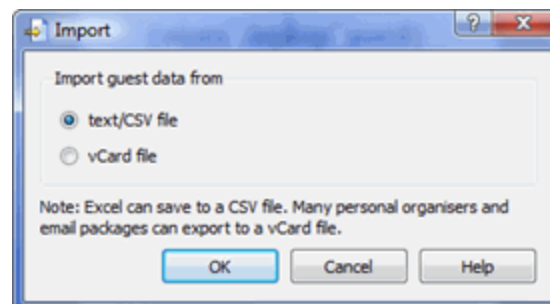 Import
Import guest data from
text/CSV file
vCard file
Note: Excel can save to a CSV file. Many personal organisers and
email packages can export to a vCard file.
OK
Cancel
Help